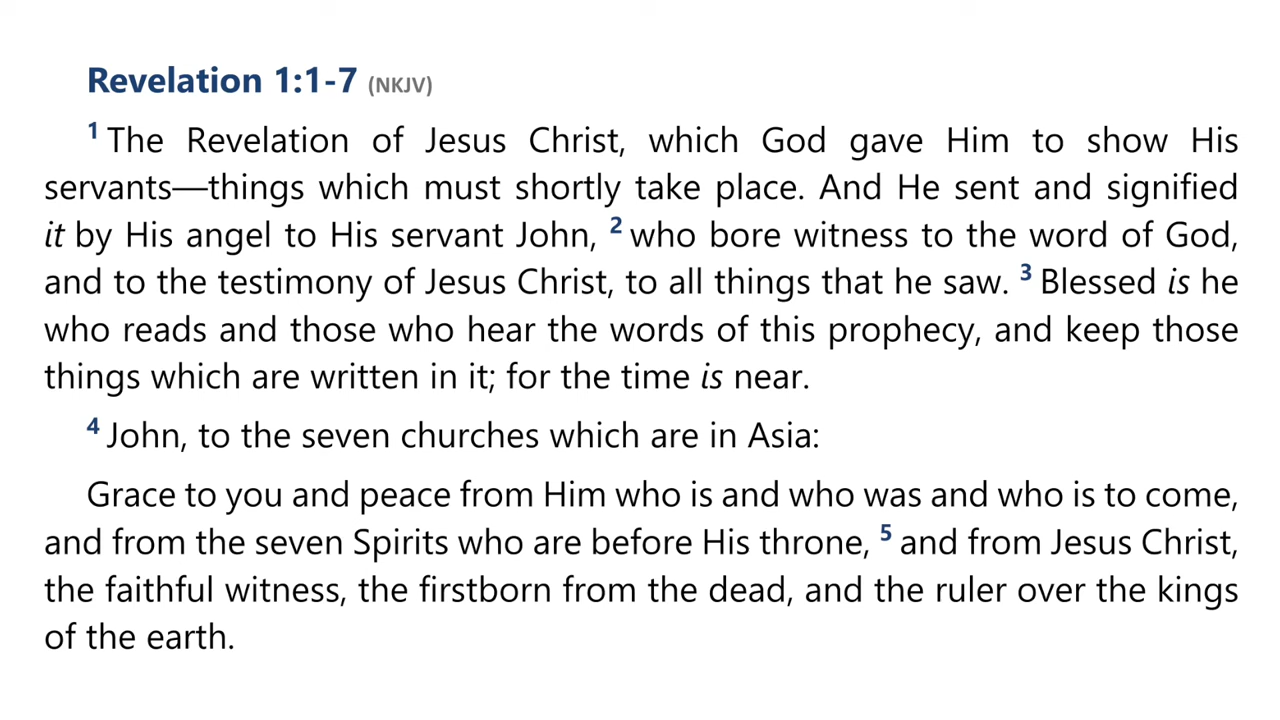 Revelation 1:1-7 (NKJV)
1 The Revelation of Jesus Christ, which God gave Him to show His
servants—things which must shortly take place. And He sent and signified
it by His angel to His servant John, 2 who bore witness to the word of God,
and to the testimony of Jesus Christ, to all things that he saw. 3 Blessed is he
who reads and those who hear the words of this prophecy, and keep those
things which are written in it; for the time is near.
4 John, to the seven churches which are in Asia:
Grace to you and peace from Him who is and who was and who is to come,
and from the seven Spirits who are before His throne, 5 and from Jesus Christ,
the faithful witness, the firstborn from the dead, and the ruler over the kings
of the earth.